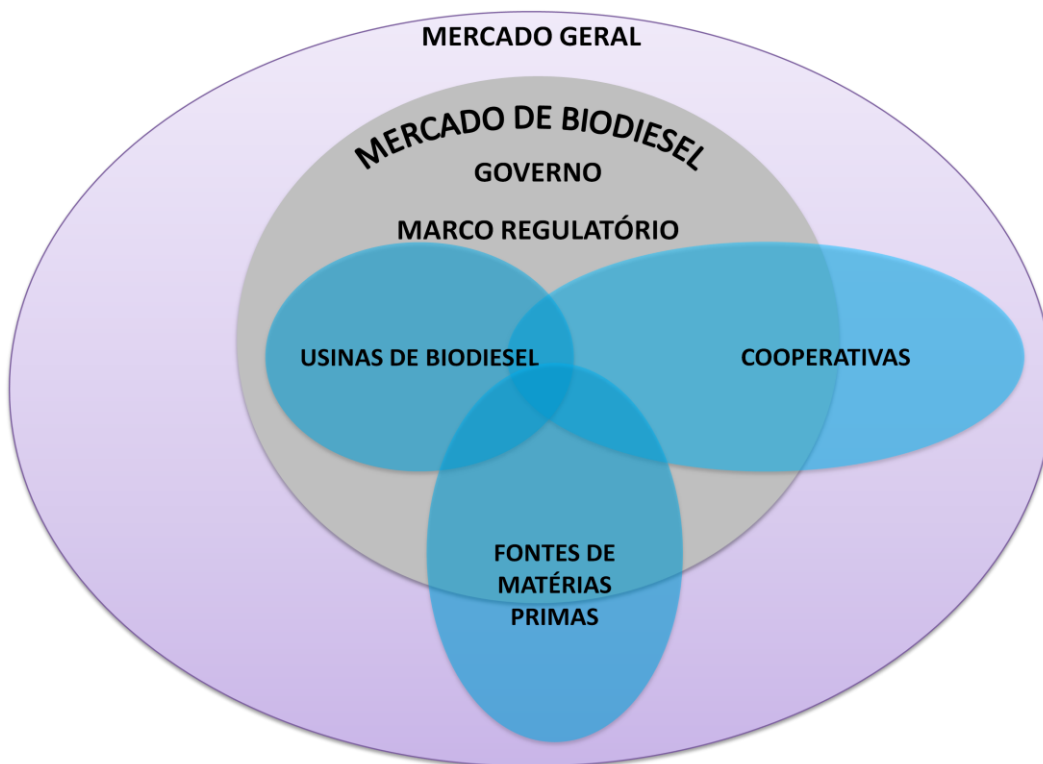 MERCADO GERAL
MERCADO DE BIODIESEL
GOVERNO
MARCO REGULATÓRIO
USINAS DE BIODIESEL
COOPERATIVAS
FONTES DE
MATÉRIAS
PRIMAS